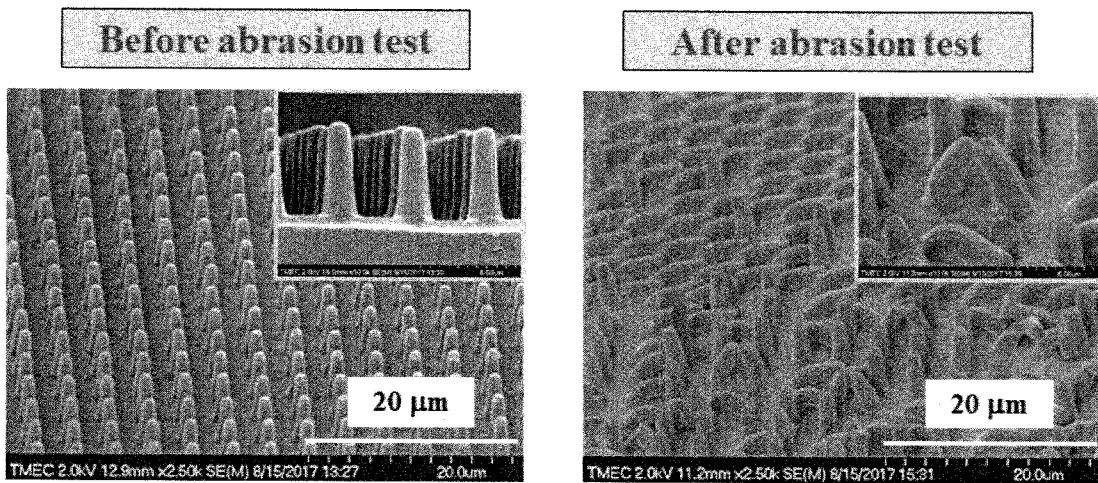 Before abrasion test
After abrasion test
20 μm
20 μm
TMEC 2.0kV 12.9mm x2.50k SE(M) 8/15/2017 13:27
20.0um
TMEC 2.0kV 11.2mm x2.50k SE(M) 8/15/2017 15:31
20.0um